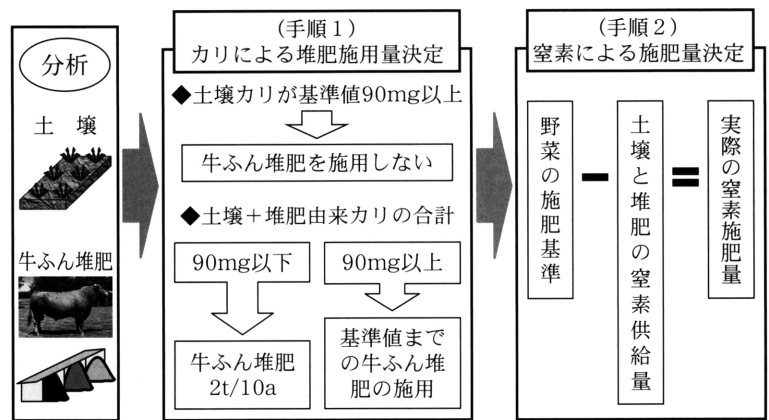 分析
土 壌
牛ふん堆肥
(手順1)
カリによる堆肥施用量決定
◆土壌カリが基準値90mg以上
牛ふん堆肥を施用しない
◆土壌+堆肥由来カリの合計
90mg以下
牛ふん堆肥
2t/10a
90mg以上
基準値まで
の牛ふん堆
肥の施用
(手順2)
窒素による施肥量決定
野菜の施肥基準
土壌と堆肥の窒素供給量
実際の窒素施肥量